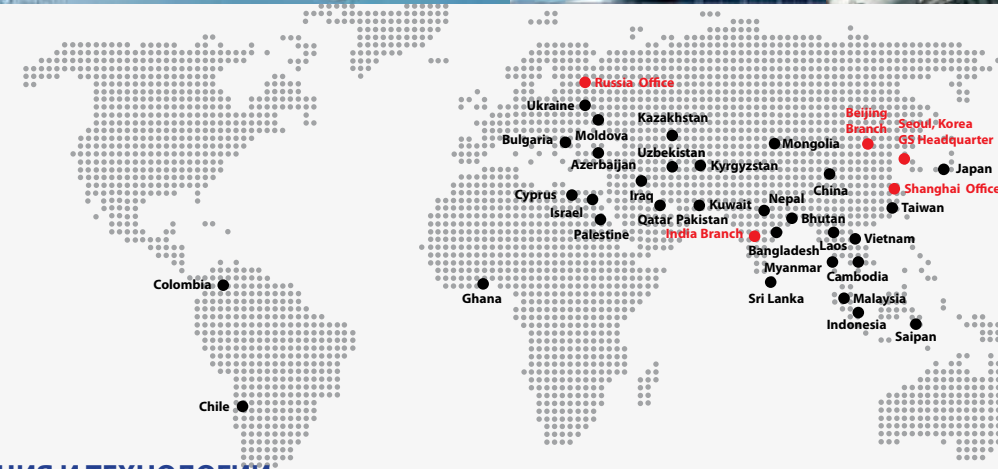 Russia Office
Ukraine
Kazakhstan
Beijing
Branch
Seoul, Korea
GS Headquarter
Moldova
Bulgaria
Mongolia
Uzbekistan
Azerbaijan
Kyrgyzstan
Japan
China
Shanghai Office
Cyprus
Iraq
Nepal
Kuwait
Taiwan
Israel
Qatar Pakistan
Bhutan
Palestine
India Branch
Vietnam
Laos
Bangladesh
Myanmar
Cambodia
Colombia
Ghana
Sri Lanka
Malaysia
Indonesia
Saipan
Chile